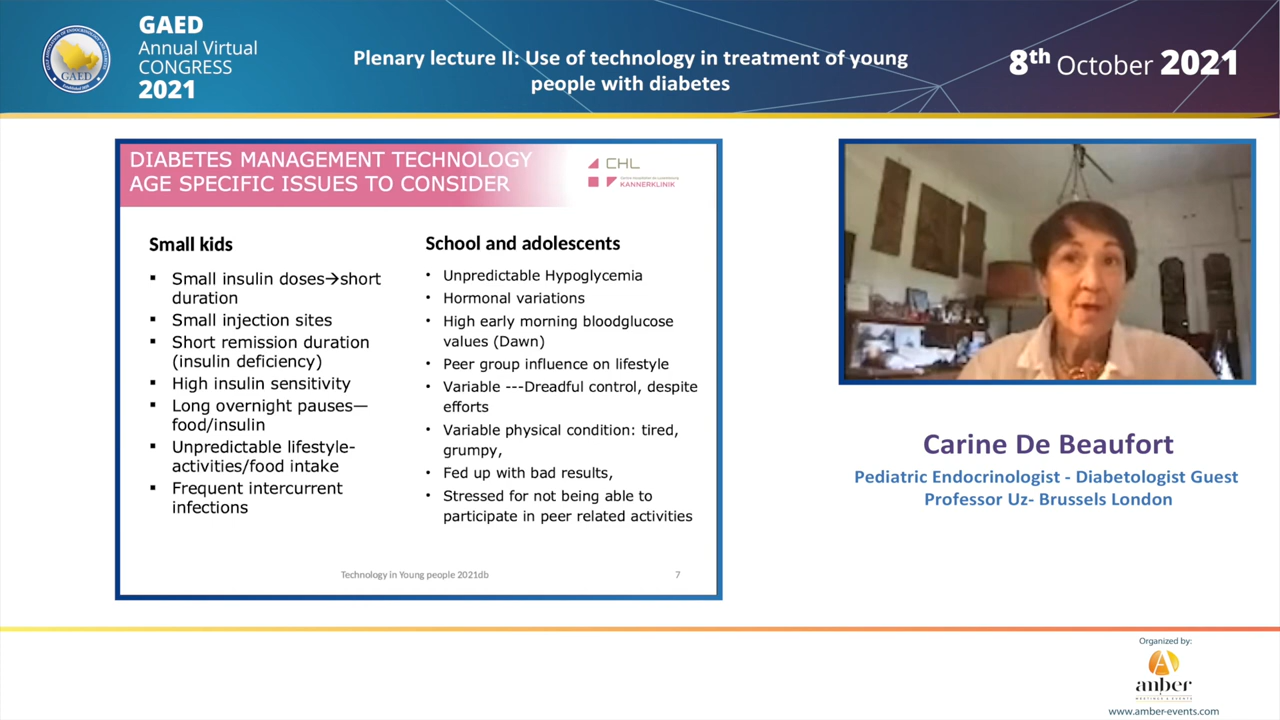 GAED
Annual Virtual
CONGRESS
2021
GAED
Plenary lecture II: Use of technology in treatment of young
people with diabetes
8th October 2021
DIABETES MANAGEMENT TECHNOLOGY
AGE SPECIFIC ISSUES TO CONSIDER
CHL
KANNERKLINIK
Small kids
▪ Small insulin doses→short
duration
▪ Small injection sites
▪ Short remission duration
(insulin deficiency)
▪ High insulin sensitivity
▪ Long overnight pauses—
food/insulin
▪ Unpredictable lifestyle-
activities/food intake
▪ Frequent intercurrent
infections
School and adolescents
• Unpredictable Hypoglycemia
• Hormonal variations
• High early morning bloodglucose
values (Dawn)
• Peer group influence on lifestyle
• Variable ---Dreadful control, despite
efforts
• Variable physical condition: tired,
grumpy,
• Fed up with bad results,
• Stressed for not being able to
participate in peer related activities
Technology in Young people 2021db
7
Carine De Beaufort
Pediatric Endocrinologist - Diabetologist Guest
Professor Uz- Brussels London
Organized by:
anber
MEETINGS & EVENTS
www.amber-events.com